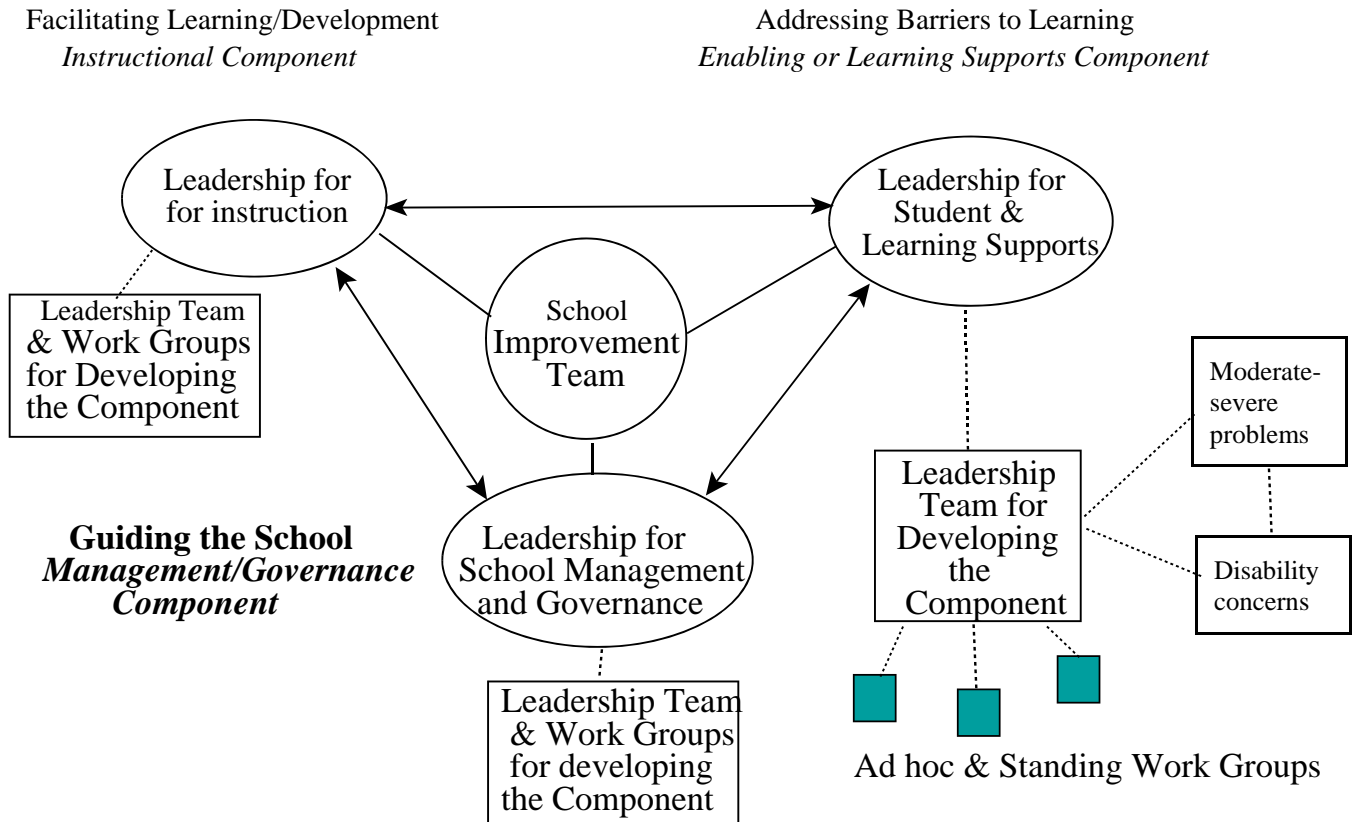 Facilitating Learning/Development
Instructional Component
Addressing Barriers to Learning
Enabling or Learning Supports Component
Leadership for
for instruction
Leadership for
Student &
Learning Supports
School
Improvement
Team
Leadership Team
& Work Groups
for Developing
the Component
Moderate-
severe
problems
Leadership
Team for
Developing
the
Component
Guiding the School
Management/Governance
Component
Leadership for
School Management
and Governance
Disability
concerns
Leadership Team
& Work Groups
for developing
the Component
Ad hoc & Standing Work Groups